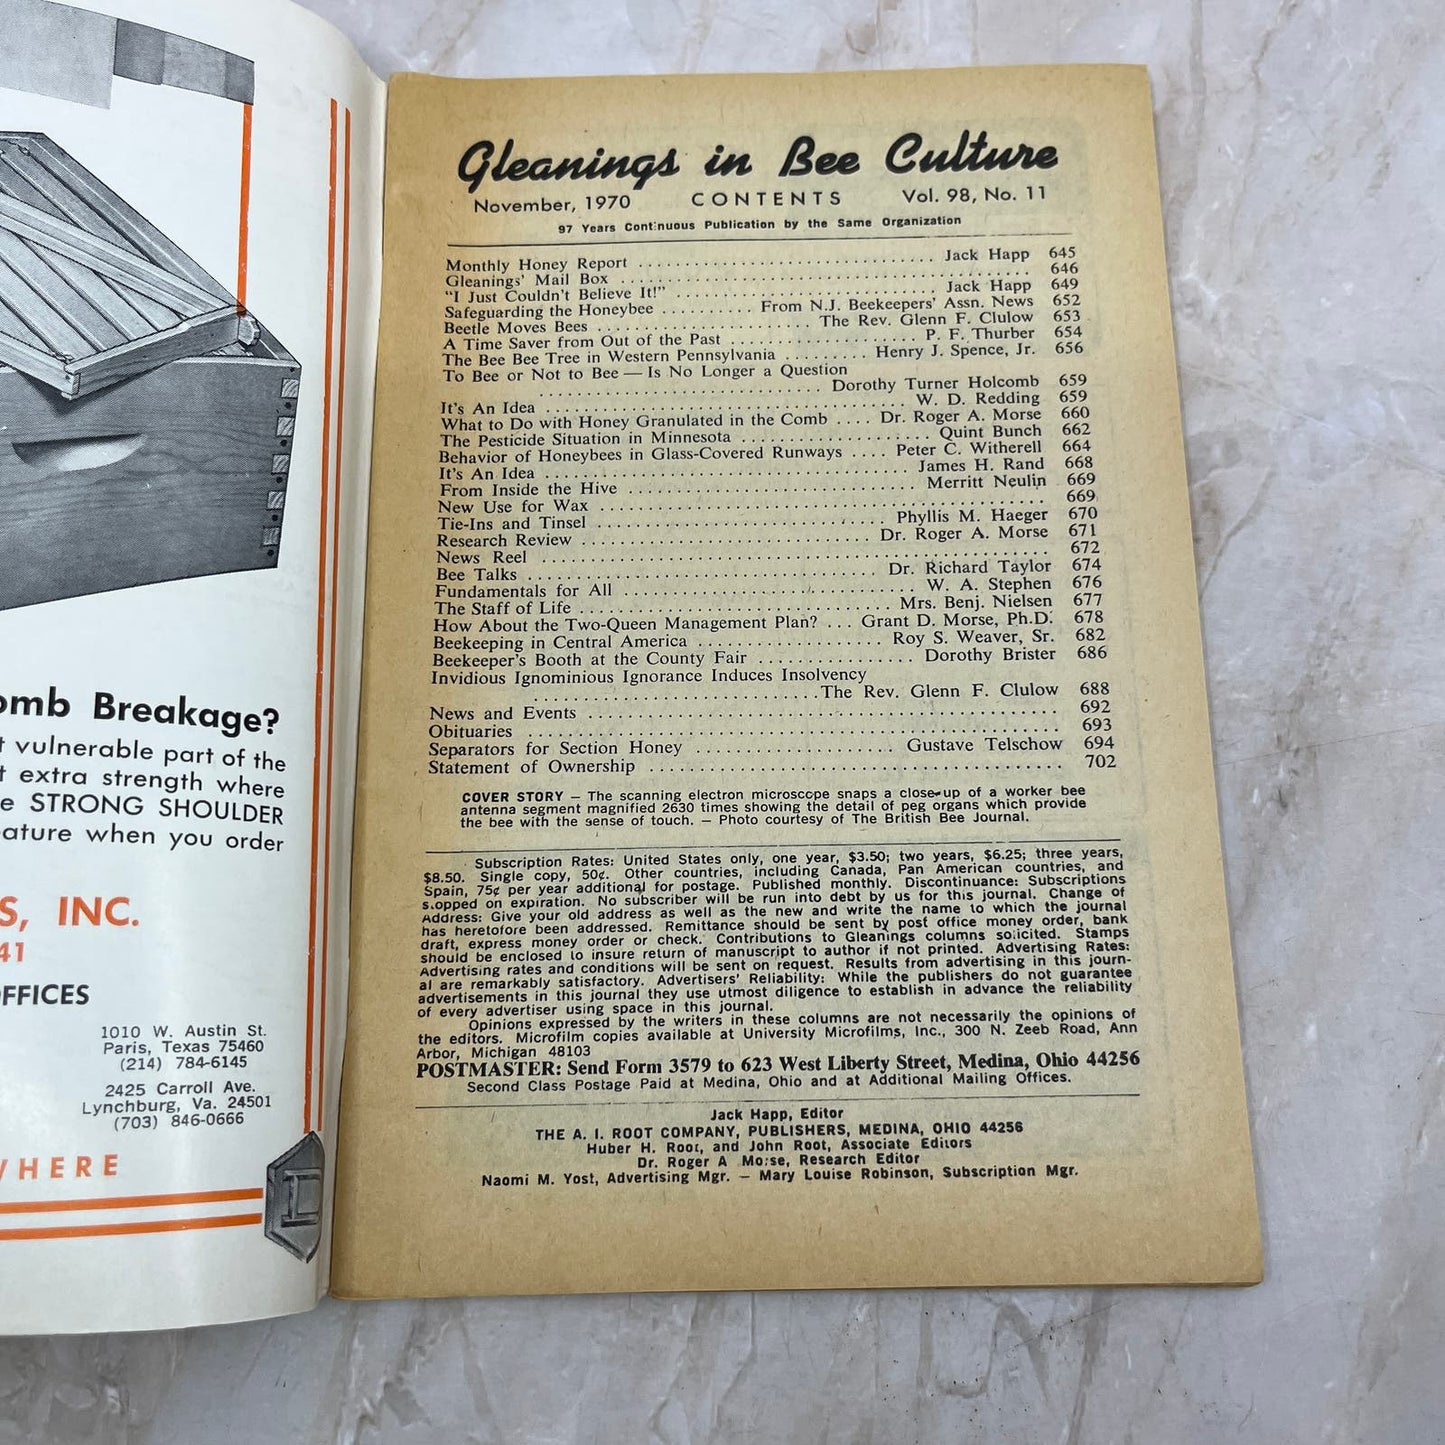 omb Breakage?
vulnerable part of the
extra strength where
STRONG SHOULDER
eature when you order
S, INC.
41
OFFICES
1010 W. Austin St.
Paris, Texas 75460
(214) 784-6145
2425 Carroll Ave.
Lynchburg, Va. 24501
(703) 846-0666
WHERE
Gleanings in Bee Culture
November, 1970 CONTENTS Vol. 98, No. 11
97 Years Continuous Publication by the Same Organization
Monthly Honey Report ........ Jack Happ 645
Gleanings' Mail Box ........ 646
"I Just Couldn't Believe It!" ........ Jack Happ 649
Safeguarding the Honeybee .......... From N.J. Beekeepers' Assn. News 652
Beetle Moves Bees ........ The Rev. Glenn F. Clulow 653
A Time Saver from Out of the Past ........ P. F. Thurber 654
The Bee Bee Tree in Western Pennsylvania ......... Henry J. Spence, Jr. 656
To Bee or Not to Bee — Is No Longer a Question
........ Dorothy Turner Holcomb 659
It's An Idea ........ W. D. Redding 659
What to Do with Honey Granulated in the Comb .... Dr. Roger A. Morse 660
The Pesticide Situation in Minnesota ........ Quint Bunch 662
Behavior of Honeybees in Glass-Covered Runways .... Peter C. Witherell 664
It's An Idea ........ James H. Rand 668
From Inside the Hive ........ Merritt Neulin 669
New Use for Wax ........ 669
Tie-Ins and Tinsel ........ Phyllis M. Haeger 670
Research Review ........ Dr. Roger A. Morse 671
News Reel ........ 672
Bee Talks ........ Dr. Richard Taylor 674
Fundamentals for All ........ W. A. Stephen 676
The Staff of Life ........ Mrs. Benj. Nielsen 677
How About the Two-Queen Management Plan? ... Grant D. Morse, Ph.D. 678
Beekeeping in Central America ........ Roy S. Weaver, Sr. 682
Beekeeper's Booth at the County Fair ........ Dorothy Brister 686
Invidious Ignominious Ignorance Induces Insolvency
........ The Rev. Glenn F. Clulow 688
News and Events ........ 692
Obituaries ........ 693
Separators for Section Honey ........ Gustave Telschow 694
Statement of Ownership ........ 702
COVER STORY — The scanning electron microscope snaps a close-up of a worker bee
antenna segment magnified 2630 times showing the detail of peg organs which provide
the bee with the sense of touch. — Photo courtesy of The British Bee Journal.
Subscription Rates: United States only, one year, $3.50; two years, $6.25; three years,
$8.50. Single copy, 50¢. Other countries, including Canada, Pan American countries, and
Spain, 75¢ per year additional for postage. Published monthly. Discontinuance: Subscriptions
s.opped on expiration. No subscriber will be run into debt by us for this journal. Change of
Address: Give your old address as well as the new and write the name to which the journal
has heretofore been addressed. Remittance should be sent by post office money order, bank
draft, express money order or check. Contributions to Gleanings columns solicited. Stamps
should be enclosed to insure return of manuscript to author if not printed. Advertising Rates:
Advertising rates and conditions will be sent on request. Results from advertising in this journ-
al are remarkably satisfactory. Advertisers' Reliability: While the publishers do not guarantee
advertisements in this journal they use utmost diligence to establish in advance the reliability
of every advertiser using space in this journal.
Opinions expressed by the writers in these columns are not necessarily the opinions of
the editors. Microfilm copies available at University Microfilms, Inc., 300 N. Zeeb Road, Ann
Arbor, Michigan 48103
POSTMASTER: Send Form 3579 to 623 West Liberty Street, Medina, Ohio 44256
Second Class Postage Paid at Medina, Ohio and at Additional Mailing Offices.
Jack Happ, Editor
THE A. I. ROOT COMPANY, PUBLISHERS, MEDINA, OHIO 44256
Huber H. Root, and John Root, Associate Editors
Dr. Roger A Morse, Research Editor
Naomi M. Yost, Advertising Mgr. — Mary Louise Robinson, Subscription Mgr.